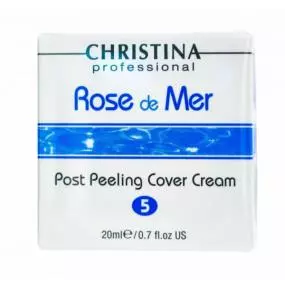 CHRISTINA
professional
Rose de Mer
Post Peeling Cover Cream
5
20ml℮/0.7 fl.oz US